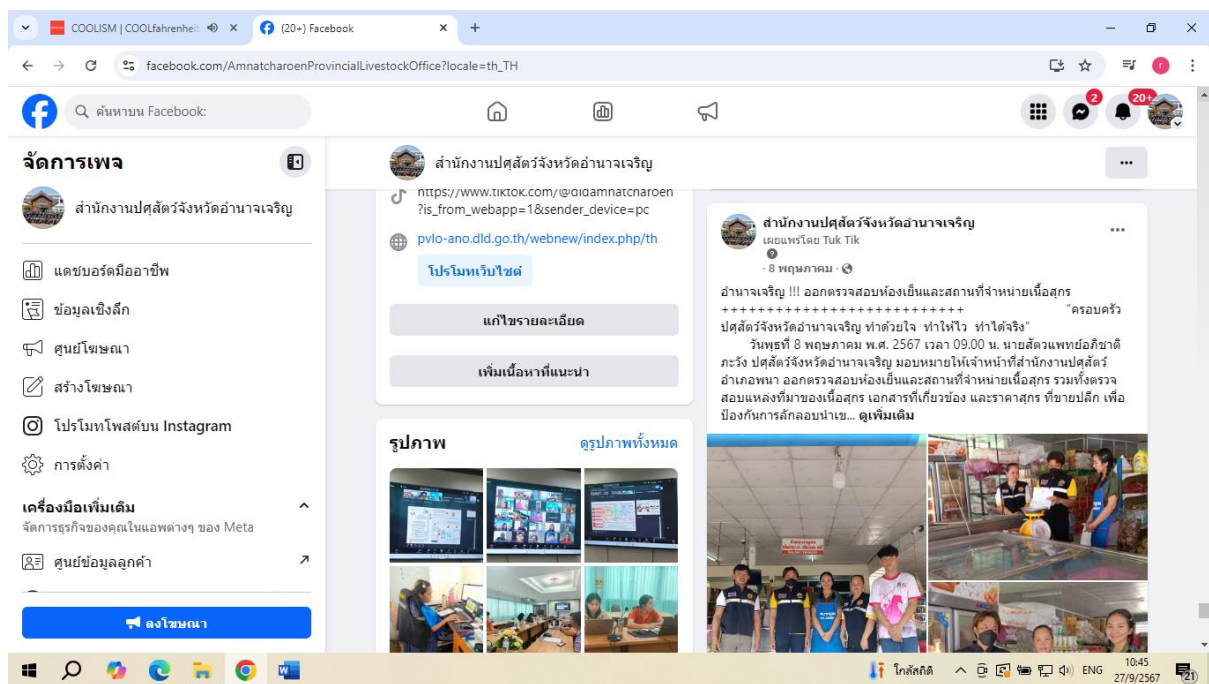 COOLISM | COOLfahrenheit
(20+) Facebook
facebook.com/AmnatcharoenProvincialLivestockOffice?locale=th_TH
r
ค้นหาบน Facebook:
2
20+
จัดการเพจ
สำนักงานปศุสัตว์จังหวัดอำนาจเจริญ
แดชบอร์ดมืออาชีพ
ข้อมูลเชิงลึก
ศูนย์โฆษณา
สร้างโฆษณา
โปรโมทโพสต์บน Instagram
การตั้งค่า
เครื่องมือเพิ่มเติม
จัดการธุรกิจของคุณในแอพต่างๆ ของ Meta
ศูนย์ข้อมูลลูกค้า
ลงโฆษณา
สำนักงานปศุสัตว์จังหวัดอำนาจเจริญ
https://www.tiktok.com/@dldamnatcharoen
?is_from_webapp=1&sender_device=pc
pvlo-ano.dld.go.th/webnew/index.php/th
โปรโมทเว็บไซต์
แก้ไขรายละเอียด
เพิ่มเนื้อหาที่แนะนำ
รูปภาพ ดูรูปภาพทั้งหมด
สำนักงานปศุสัตว์จังหวัดอำนาจเจริญ
เผยแพร่โดย Tuk Tik
· 8 พฤษภาคม ·
อำนาจเจริญ !!! ออกตรวจสอบห้องเย็นและสถานที่จำหน่ายเนื้อสุกร
+++++++++++++++++++++++++++ "ครอบครัว
ปศุสัตว์จังหวัดอำนาจเจริญ ทำด้วยใจ ทำให้ไว ทำได้จริง"
วันพุธที่ 8 พฤษภาคม พ.ศ. 2567 เวลา 09.00 น. นายสัตวแพทย์อภิชาติ
ภะวัง ปศุสัตว์จังหวัดอำนาจเจริญ มอบหมายให้เจ้าหน้าที่สำนักงานปศุสัตว์
อำเภอพนา ออกตรวจสอบห้องเย็นและสถานที่จำหน่ายเนื้อสุกร รวมทั้งตรวจ
สอบแหล่งที่มาของเนื้อสุกร เอกสารที่เกี่ยวข้อง และราคาสุกร ที่ขายปลีก เพื่อ
ป้องกันการลักลอบนำเข... ดูเพิ่มเติม
ใกล้สถิติ
ENG
10:45
27/9/2567
21